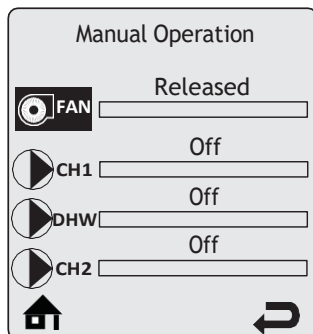 Manual Operation
Released
FAN
Off
CH1
Off
DHW
Off
CH2